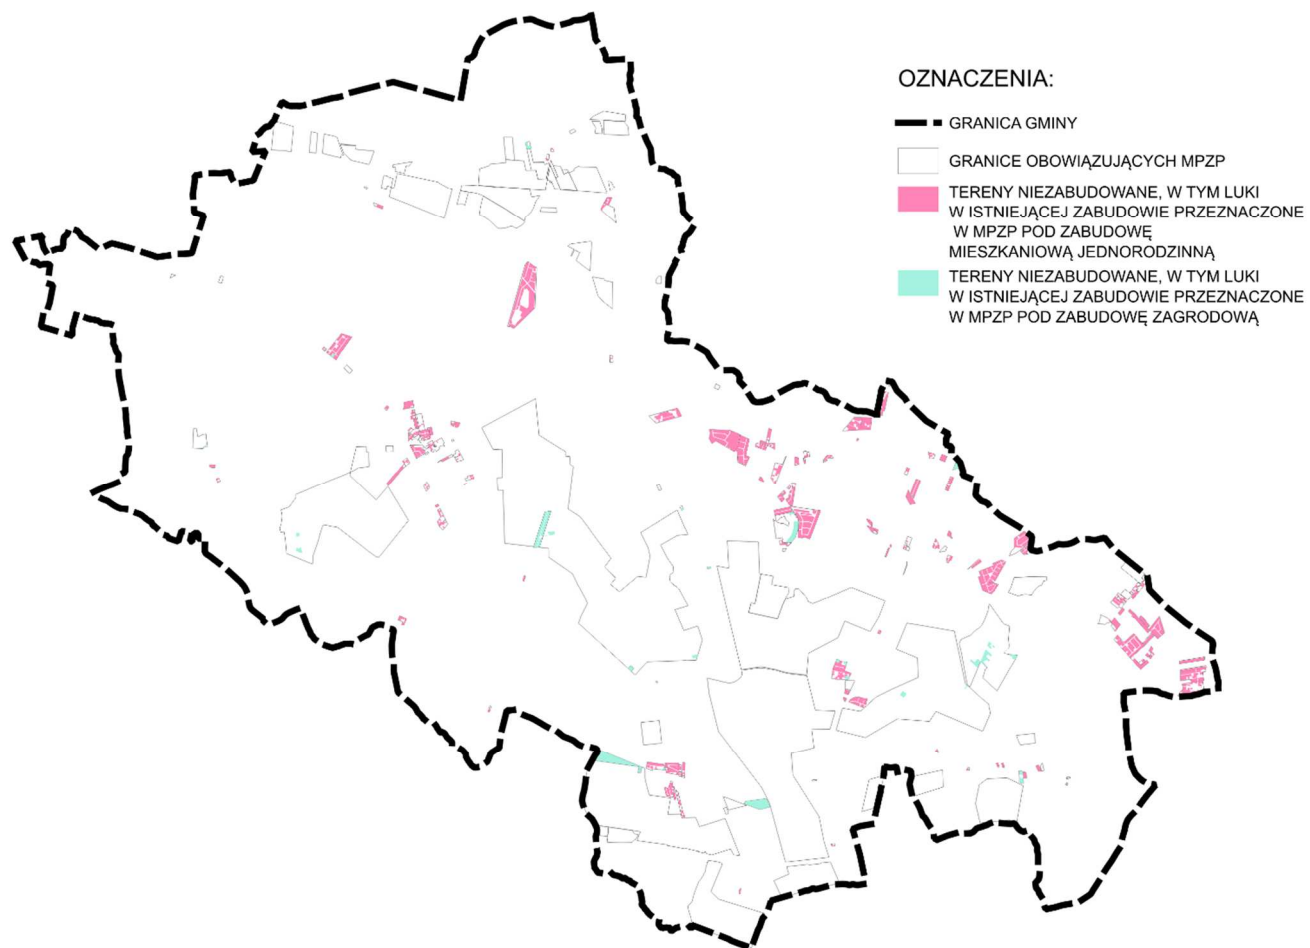 OZNACZENIA:
GRANICA GMINY
GRANICE OBOWIĄZUJĄCYCH MPZP
TERENY NIEZABUDOWANE, W TYM LUKI
W ISTNIEJĄCEJ ZABUDOWIE PRZEZNACZONE
W MPZP POD ZABUDOWĘ
MIESZKANIOWĄ JEDNORODZINNĄ
TERENY NIEZABUDOWANE, W TYM LUKI
W ISTNIEJĄCEJ ZABUDOWIE PRZEZNACZONE
W MPZP POD ZABUDOWĘ ZAGRODOWĄ